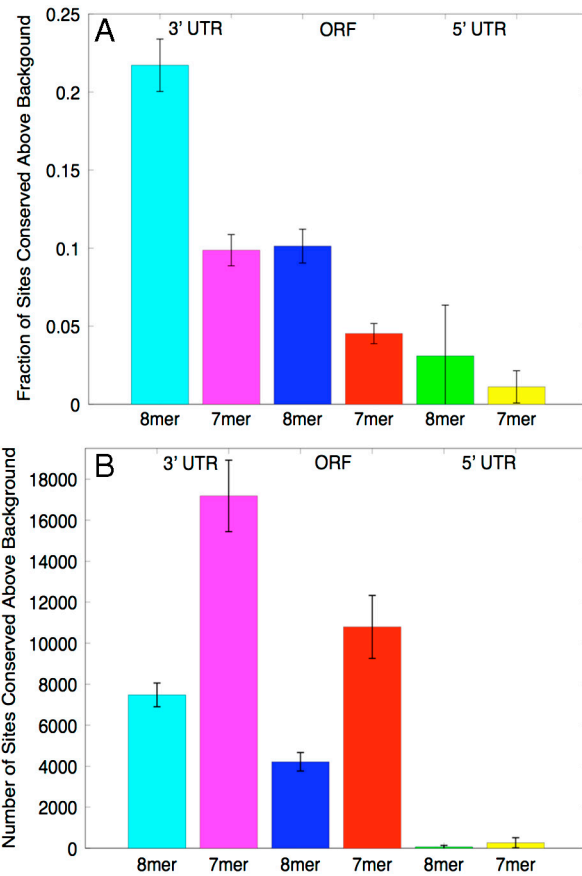 A
3' UTR ORF 5' UTR
Fraction of Sites Conserved Above Backgound
0.25
0.2
0.15
0.1
0.05
0
8mer 7mer 8mer 7mer 8mer 7mer
B
3' UTR ORF 5' UTR
Number of Sites Conserved Above Background
18000
16000
14000
12000
10000
8000
6000
4000
2000
0
8mer 7mer 8mer 7mer 8mer 7mer